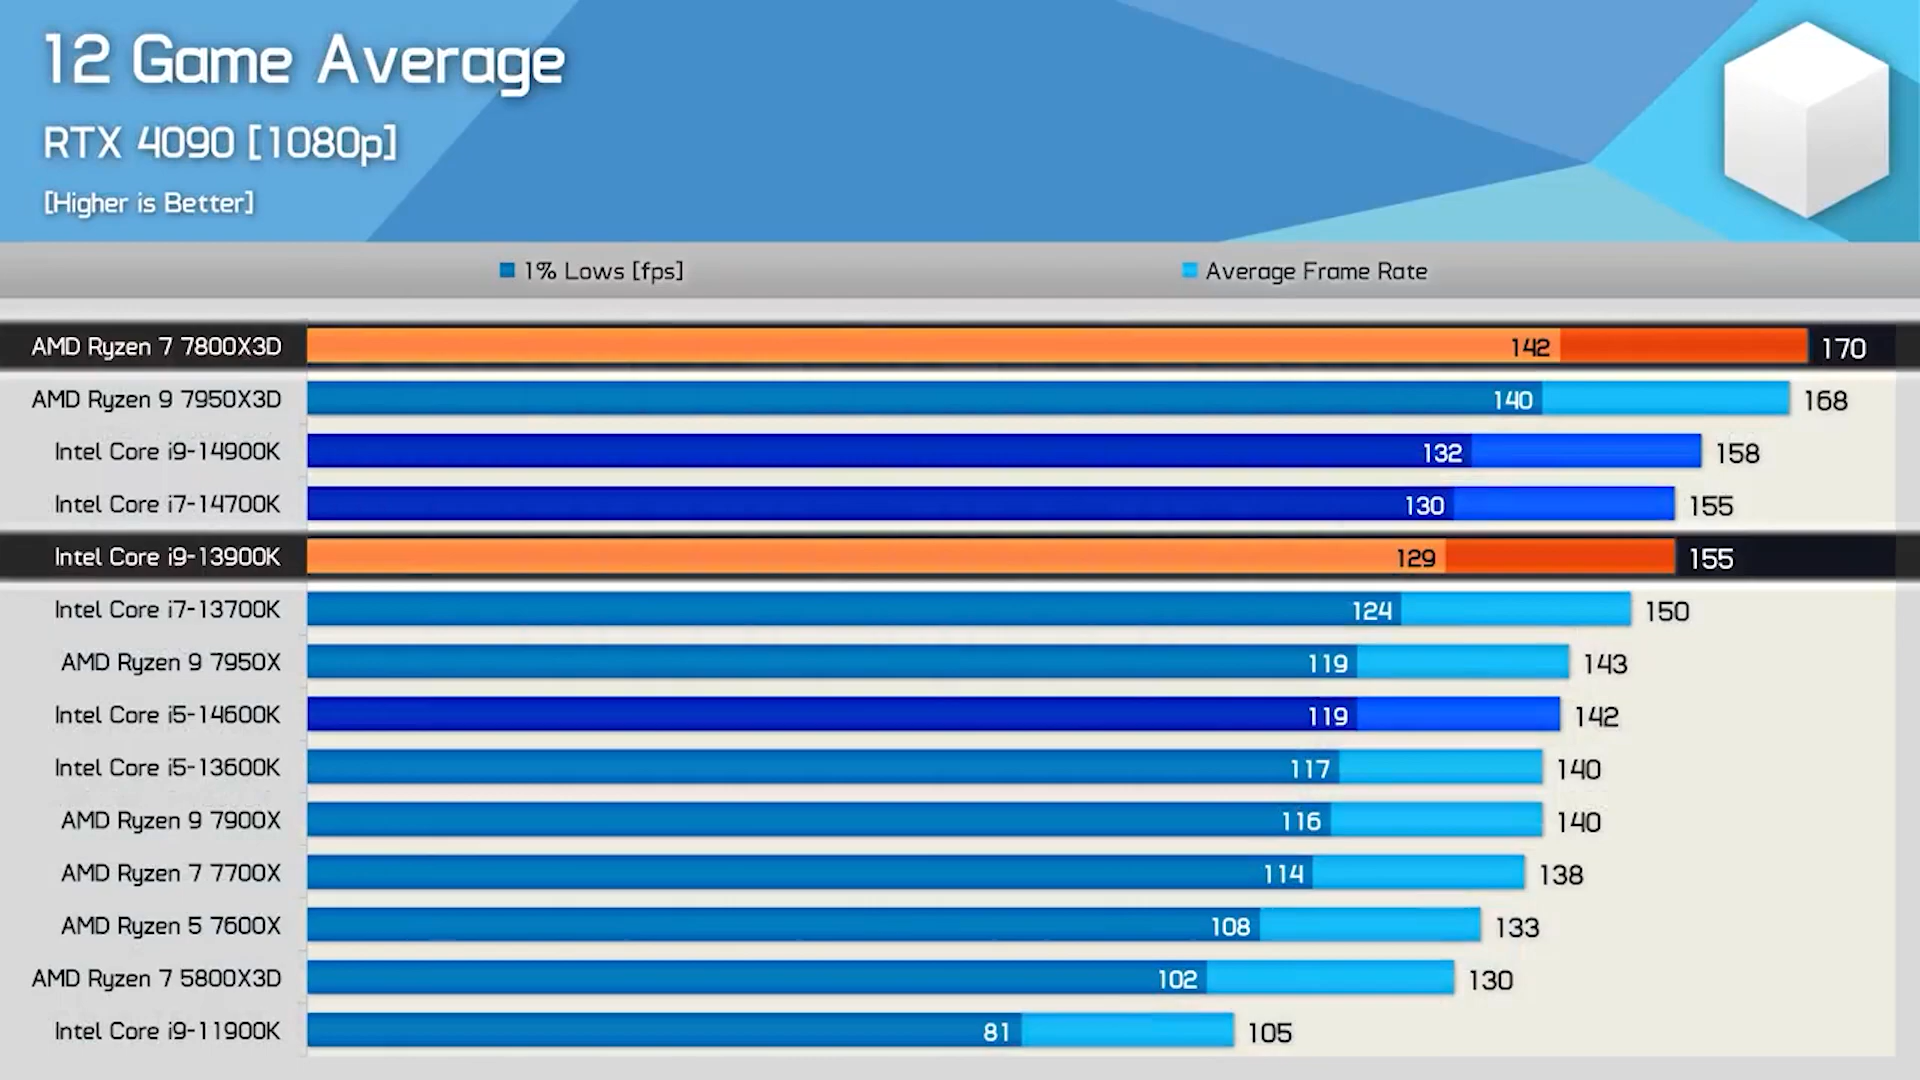 12 Game Average
RTX 4090 [1080p]
[Higher is Better]
1% Lows [fps] Average Frame Rate
AMD Ryzen 7 7800X3D 142 170
AMD Ryzen 9 7950X3D 140 168
Intel Core i9-14900K 132 158
Intel Core i7-14700K 130 155
Intel Core i9-13900K 129 155
Intel Core i7-13700K 124 150
AMD Ryzen 9 7950X 119 143
Intel Core i5-14600K 119 142
Intel Core i5-13600K 117 140
AMD Ryzen 9 7900X 116 140
AMD Ryzen 7 7700X 114 138
AMD Ryzen 5 7600X 108 133
AMD Ryzen 7 5800X3D 102 130
Intel Core i9-11900K 81 105